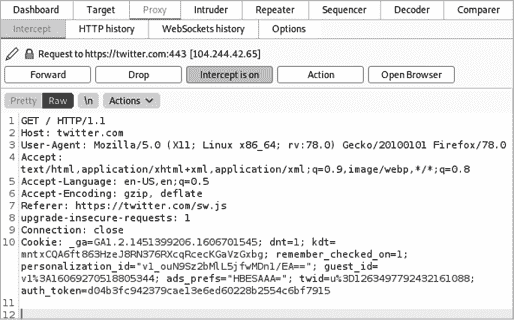 Dashboard Target Proxy Intruder Repeater Sequencer Decoder Comparer
Intercept HTTP history WebSockets history Options
Request to https://twitter.com:443 [104.244.42.65]
Forward Drop Intercept is on Action Open Browser
Pretty Raw \n Actions
1 GET / HTTP/1.1
2 Host: twitter.com
3 User-Agent: Mozilla/5.0 (X11; Linux x86_64; rv:78.0) Gecko/20100101 Firefox/78.0
4 Accept:
text/html,application/xhtml+xml,application/xml;q=0.9,image/webp,*/*;q=0.8
5 Accept-Language: en-US,en;q=0.5
6 Accept-Encoding: gzip, deflate
7 Referer: https://twitter.com/sw.js
8 upgrade-insecure-requests: 1
9 Connection: close
10 Cookie: _ga=GA1.2.1451399206.1606701545; dnt=1; kdt=
mntxCQA6ft863HzeJ8RN376RXcqRcecKGaVzGxbg; remember_checked_on=1;
personalization_id="v1_ouN9Sz2bMlL5jfwMDn1/EA=="; guest_id=
v1%3A160692705188053​44; ads_prefs="HBESAAA="; twid=u%3D1263497792432161088;
auth_token=d04b3fc942379cae13e6ed60228b2554c6bf7915
11
12